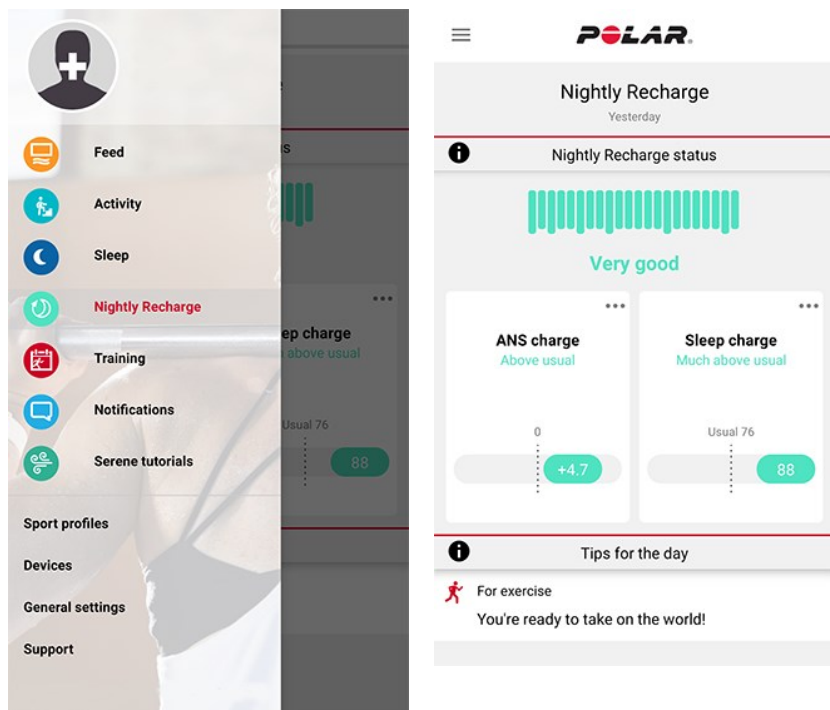 Feed
Activity
Sleep
Nightly Recharge
Training
Notifications
Serene tutorials
Sport profiles
Devices
General settings
Support
s
ep charge
above usual
Usual 76
88
POLAR.
Nightly Recharge
Yesterday
Nightly Recharge status
Very good
ANS charge
Above usual
0
+4.7
Sleep charge
Much above usual
Usual 76
88
Tips for the day
For exercise
You're ready to take on the world!